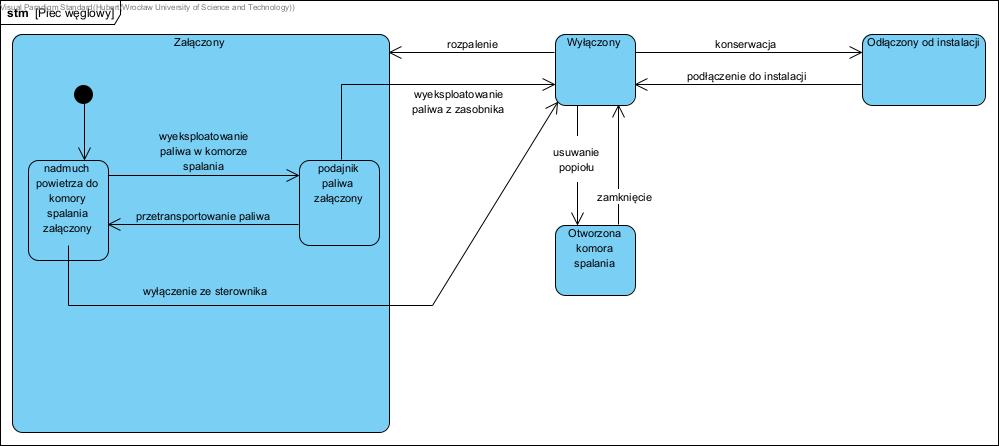 Visual Paradigm Standard(Hubert(Wrocław University of Science and Technology))
stm [Piec węglowy]
Załączony
rozpalenie
Wyłączony
konserwacja
Odłączony od instalacji
podłączenie do instalacji
wyeksploatowanie
paliwa z zasobnika
wyeksploatowanie
paliwa w komorze
spalania
nadmuch
powietrza do
komory
spalania
załączony
podajnik
paliwa
załączony
przetransportowanie paliwa
usuwanie
popiołu
zamknięcie
Otworzona
komora
spalania
wyłączenie ze sterownika